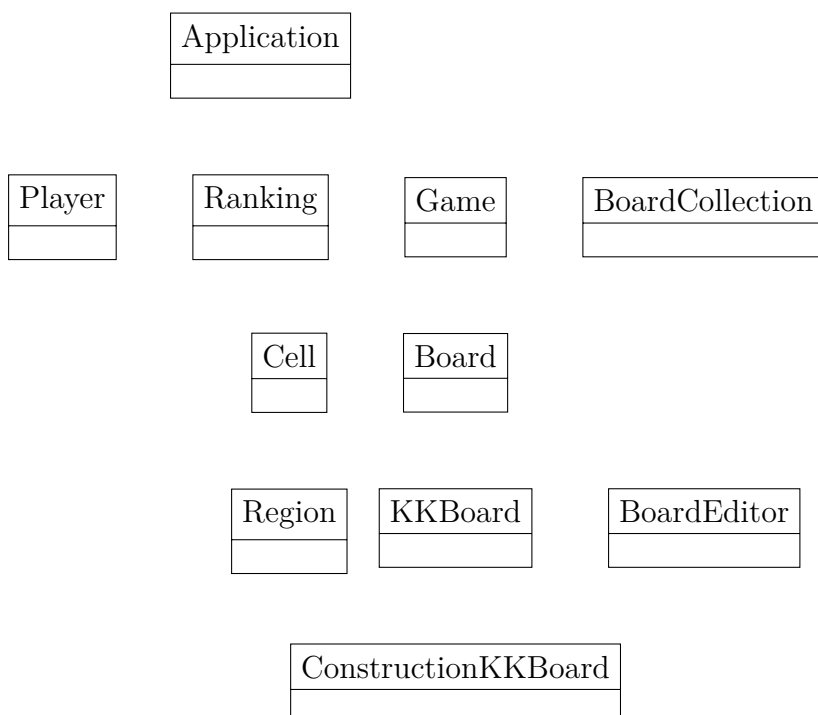 Application
Player
Ranking
Game
BoardCollection
Cell
Board
Region
KKBoard
BoardEditor
ConstructionKKBoard